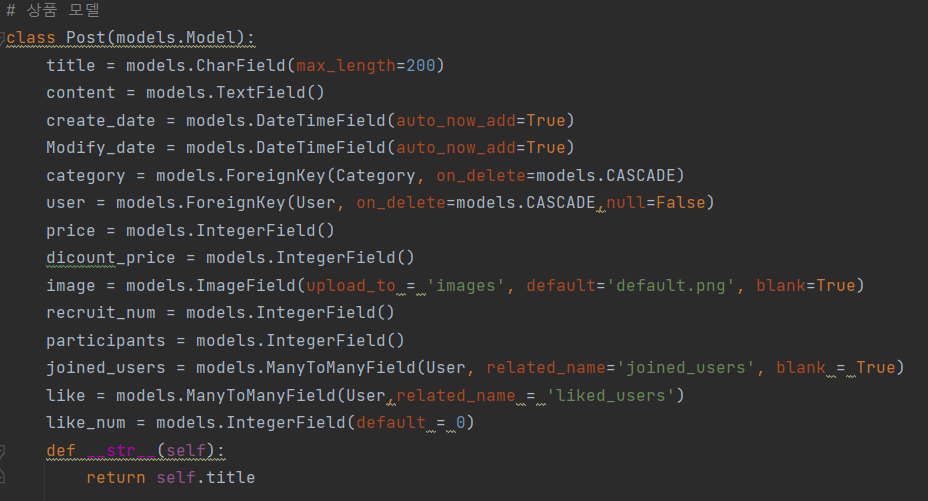 # 상품 모델
class Post(models.Model):
    title = models.CharField(max_length=200)
    content = models.TextField()
    create_date = models.DateTimeField(auto_now_add=True)
    Modify_date = models.DateTimeField(auto_now_add=True)
    category = models.ForeignKey(Category, on_delete=models.CASCADE)
    user = models.ForeignKey(User, on_delete=models.CASCADE,null=False)
    price = models.IntegerField()
    dicount_price = models.IntegerField()
    image = models.ImageField(upload_to = 'images', default='default.png', blank=True)
    recruit_num = models.IntegerField()
    participants = models.IntegerField()
    joined_users = models.ManyToManyField(User, related_name='joined_users', blank = True)
    like = models.ManyToManyField(User,related_name = 'liked_users')
    like_num = models.IntegerField(default = 0)
    def __str__(self):
        return self.title